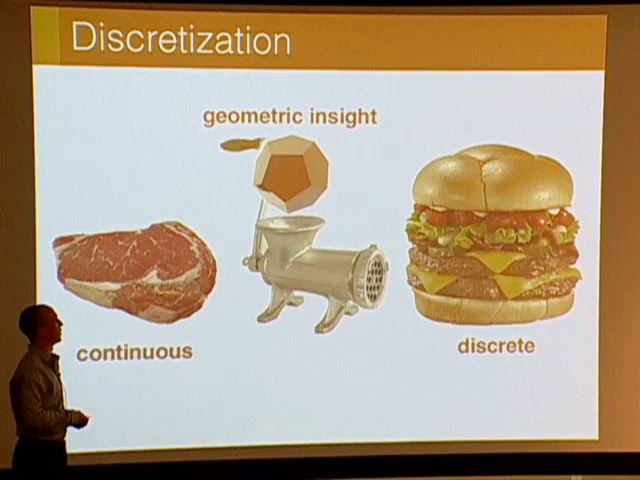 Discretization
geometric insight
continuous
discrete